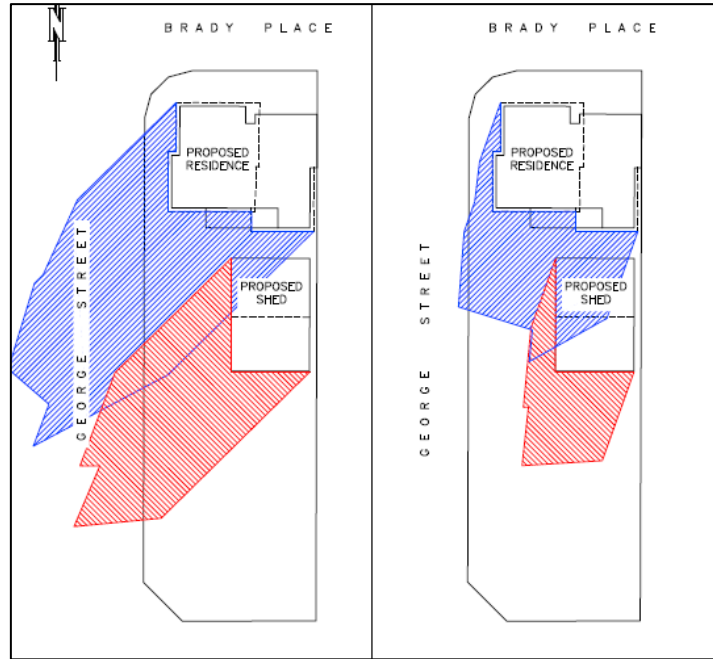 N
BRADY PLACE
PROPOSED
RESIDENCE
GEORGE STREET
PROPOSED
SHED
BRADY PLACE
PROPOSED
RESIDENCE
GEORGE STREET
PROPOSED
SHED